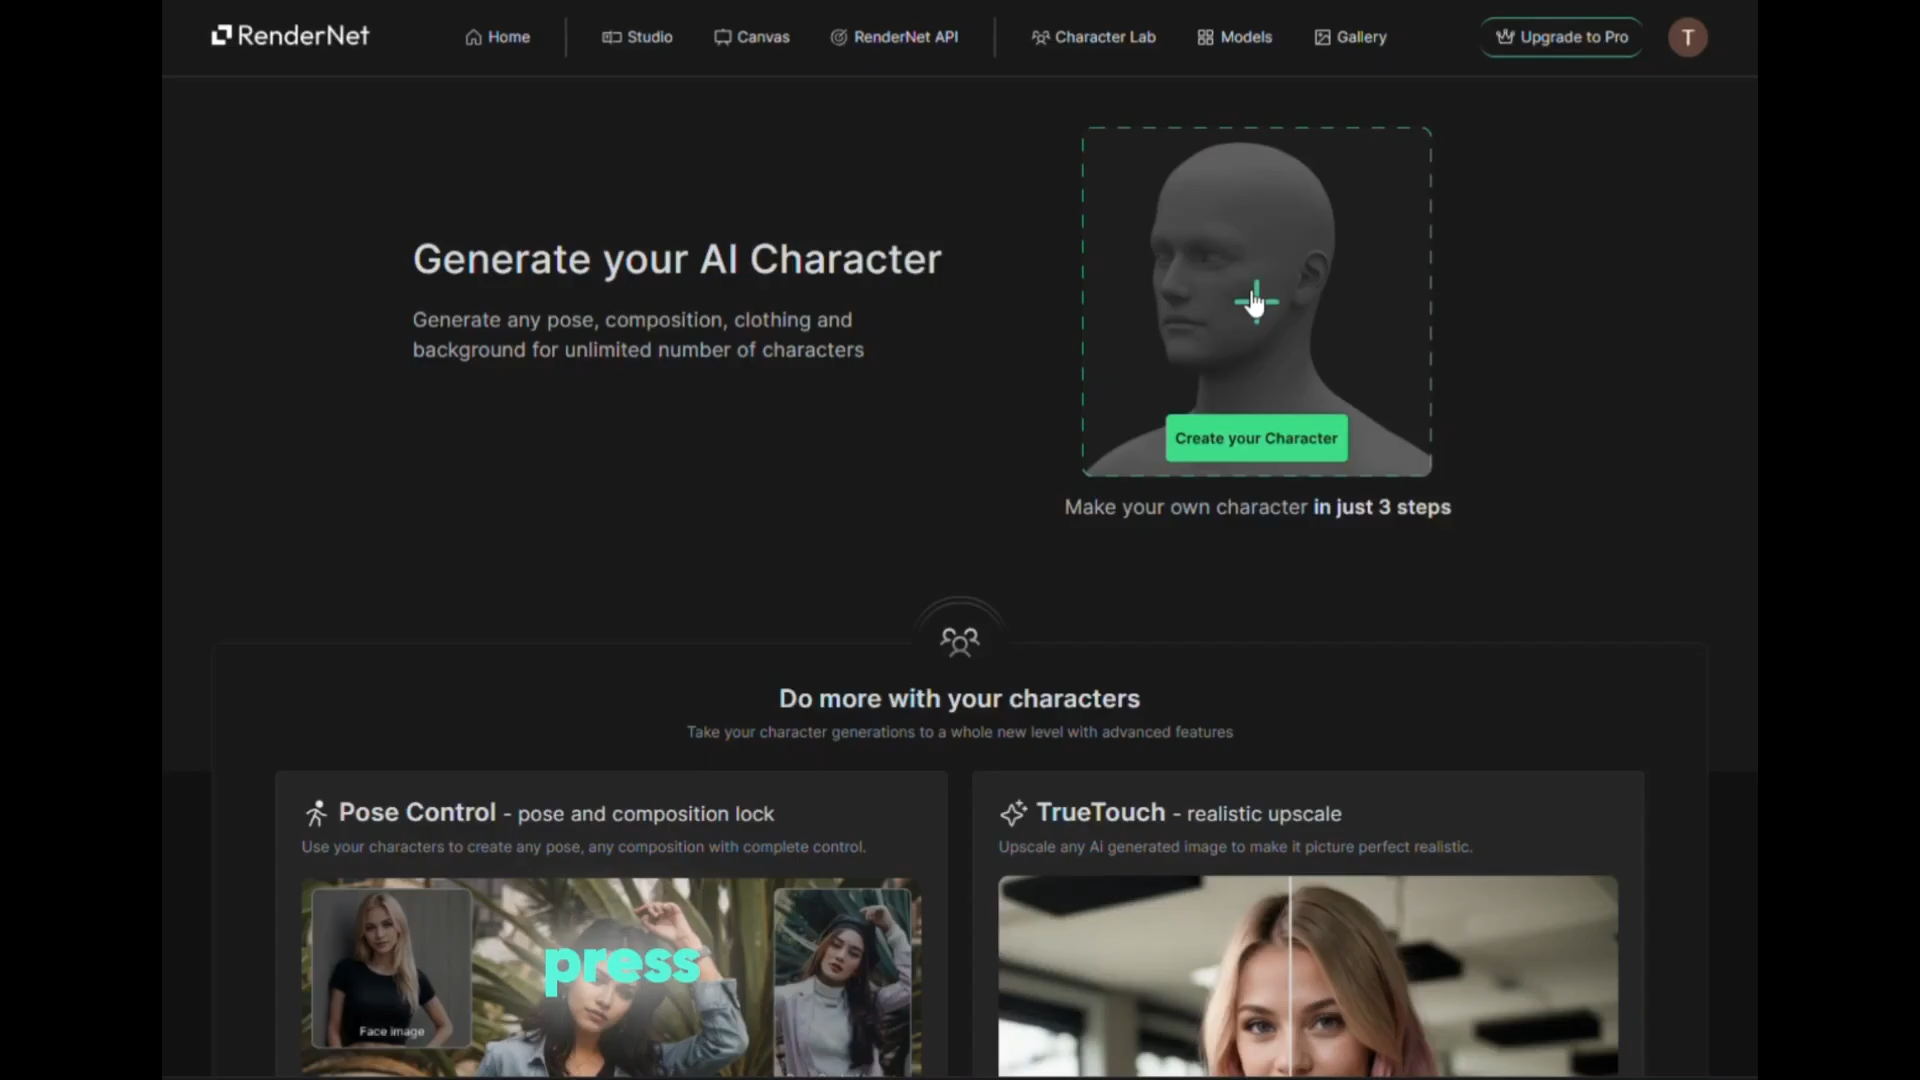 RenderNet
Home
Studio
Canvas
RenderNet API
Character Lab
Models
Gallery
Upgrade to Pro
T
Generate your AI Character
Generate any pose, composition, clothing and
background for unlimited number of characters
Create your Character
Make your own character in just 3 steps
Do more with your characters
Take your character generations to a whole new level with advanced features
Pose Control - pose and composition lock
Use your characters to create any pose, any composition with complete control.
Face image
press
TrueTouch - realistic upscale
Upscale any AI generated image to make it picture perfect realistic.